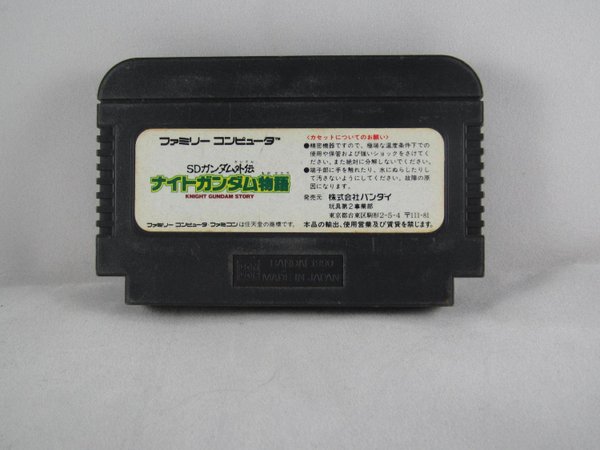 ファミリー コンピュータ™
SDガンダム外伝
ナイトガンダム物語
KNIGHT GUNDAM STORY
ファミリー コンピュータ・ファミコンは任天堂の商標です。
〈カセットについてのお願い〉
●精密機器ですので、極端な温度条件下での
使用や保管および強いショックをさけてく
ださい。また絶対に分解しないでください。
●端子部に手を触れたり、水にぬらしたりし
て汚さないようにしてください。故障の原
因になります。
発売元 株式会社バンダイ
玩具第2事業部
東京都台東区駒形2-5-4 〒111-81
本品の輸出、使用営業及び賃貸を禁じます。
BANDAI 1990
MADE IN JAPAN